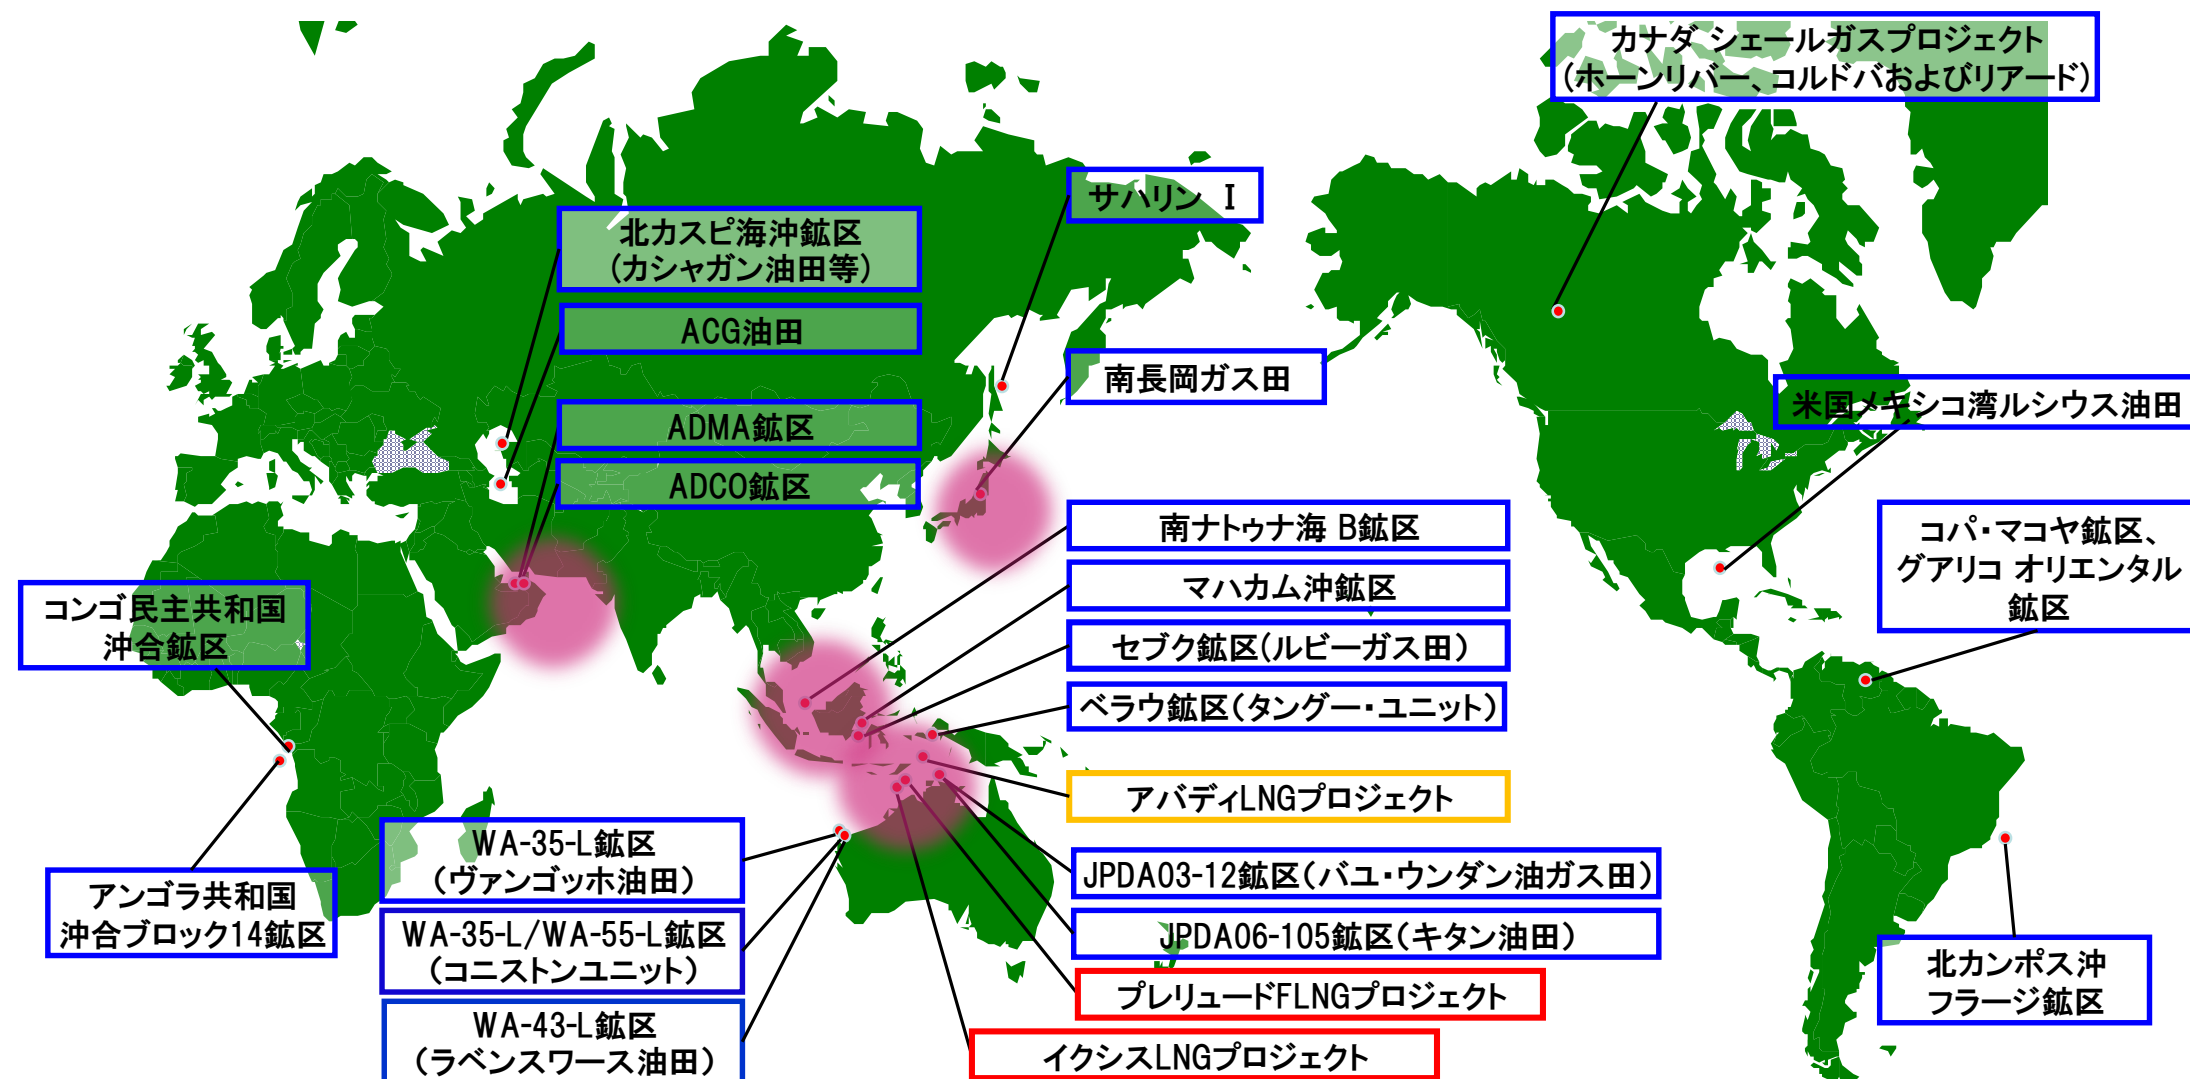 カナダ シェールガスプロジェクト
(ホーンリバー、コルドバおよびリアード)
サハリン Ⅰ
北カスピ海沖鉱区
(カシャガン油田等)
ACG油田
南長岡ガス田
米国メキシコ湾ルシウス油田
ADMA鉱区
ADCO鉱区
南ナトゥナ海 B鉱区
コパ・マコヤ鉱区、
グアリコ オリエンタル
鉱区
マハカム沖鉱区
コンゴ民主共和国
沖合鉱区
セブク鉱区(ルビーガス田)
ベラウ鉱区(タングー・ユニット)
アバディLNGプロジェクト
WA-35-L鉱区
(ヴァンゴッホ油田)
JPDA03-12鉱区(バユ・ウンダン油ガス田)
アンゴラ共和国
沖合ブロック14鉱区
WA-35-L/WA-55-L鉱区
(コニストンユニット)
JPDA06-105鉱区(キタン油田)
北カンポス沖
フラージ鉱区
プレリュードFLNGプロジェクト
WA-43-L鉱区
(ラベンスワース油田)
イクシスLNGプロジェクト